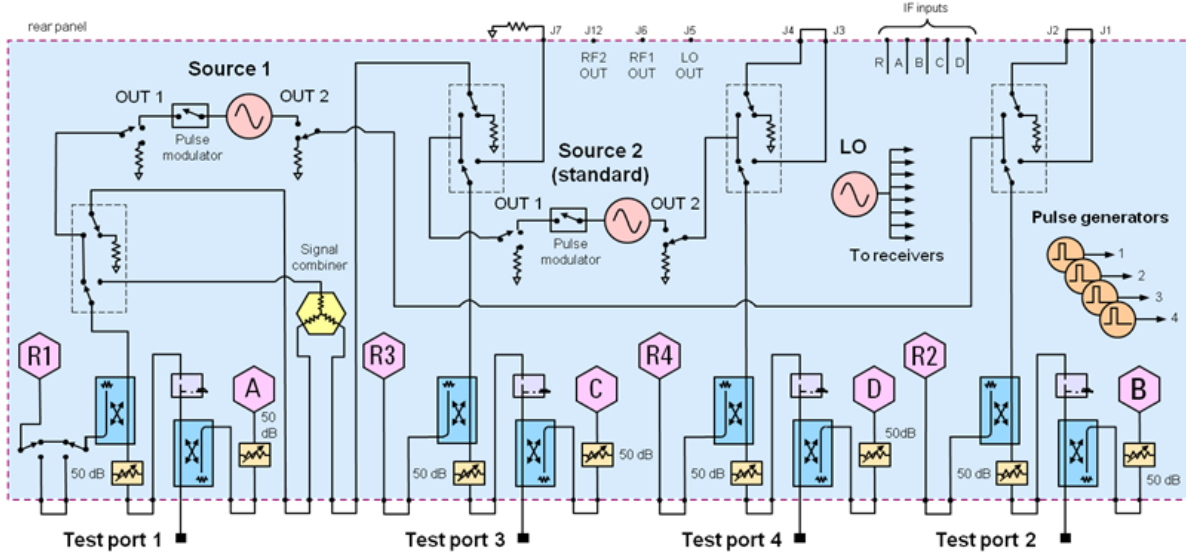 IF inputs
rear panel
J7
J12
J6
J5
J4
J3
J2
J1
RF2
OUT
RF1
OUT
LO
OUT
R
A
B
C
D
Source 1
OUT 1
OUT 2
Pulse
modulator
Source 2
(standard)
OUT 1
OUT 2
Pulse
modulator
LO
To receivers
Pulse generators
1
2
3
4
Signal
combiner
R1
A
R3
C
R4
D
R2
B
50
dB
50 dB
50 dB
50 dB
50 dB
50dB
50 dB
50 dB
Test port 1
Test port 3
Test port 4
Test port 2